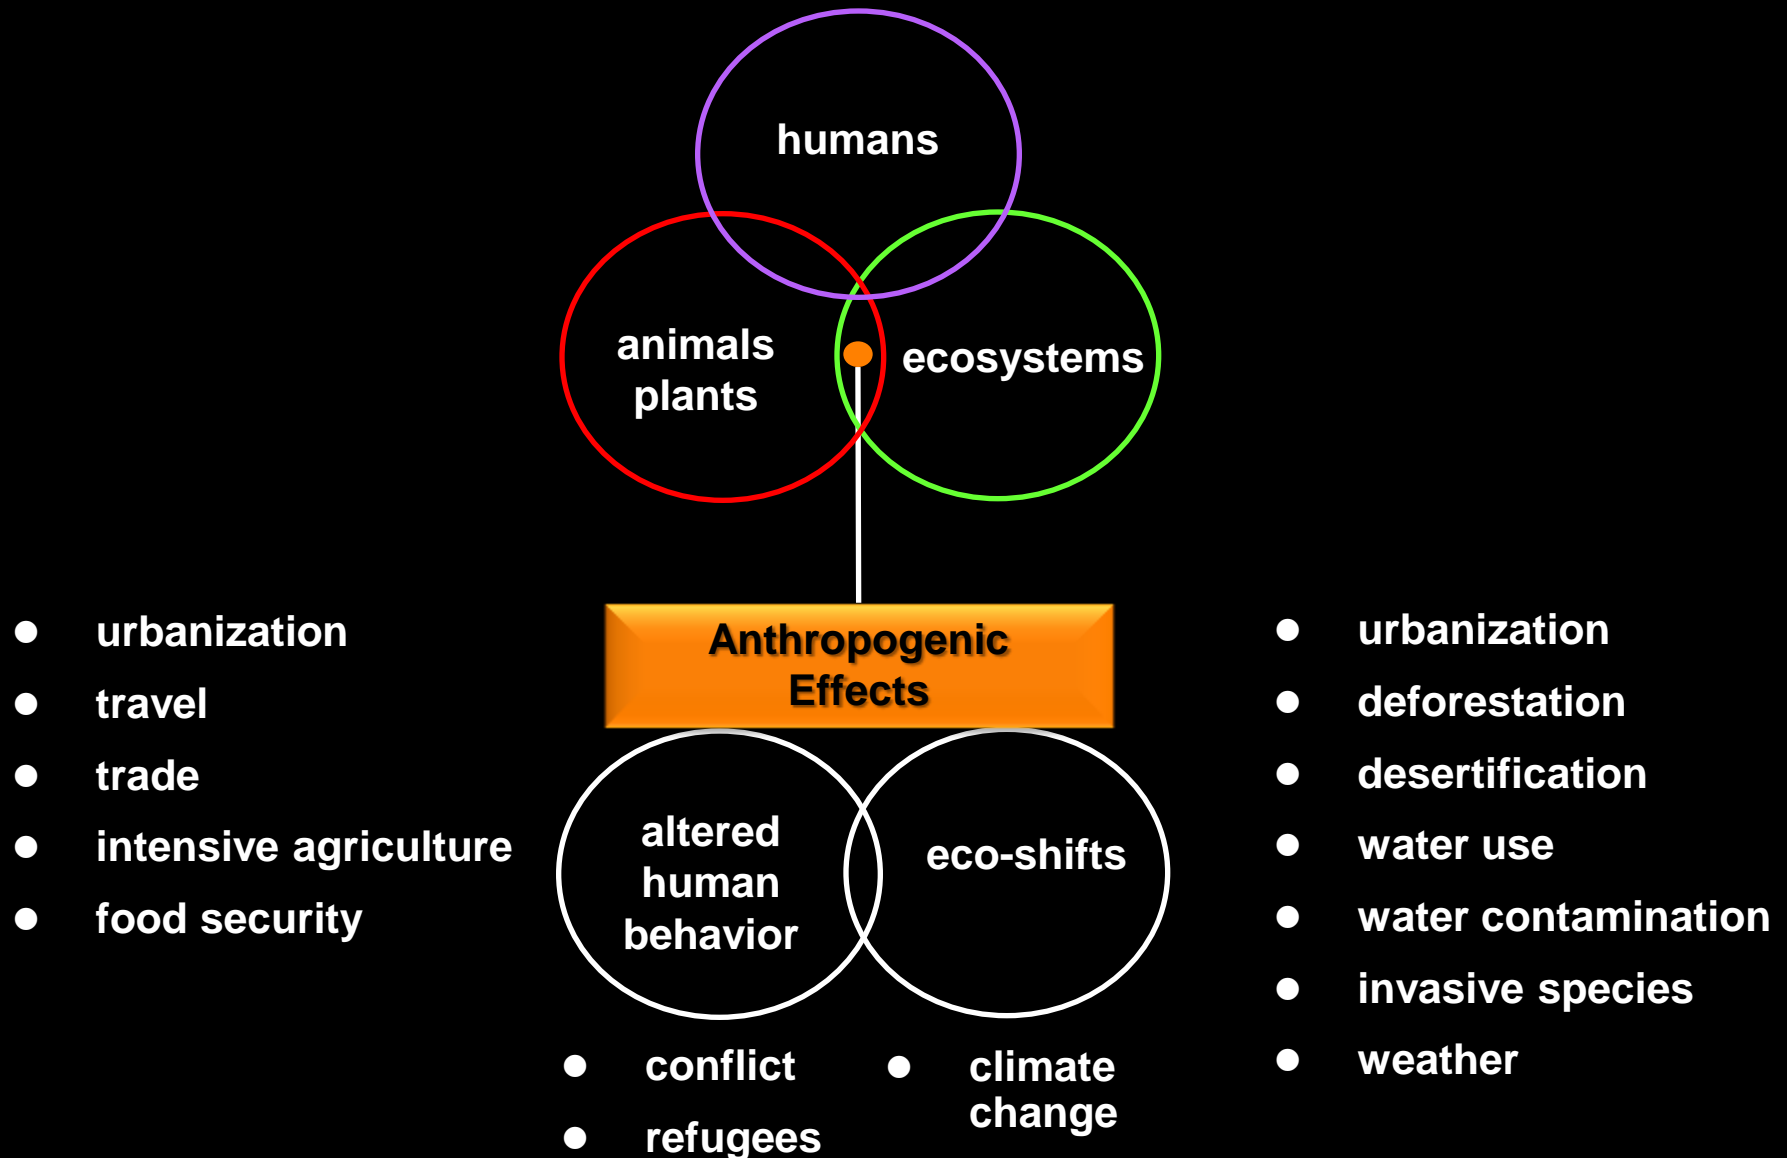 humans
animals
plants
ecosystems
Anthropogenic
Effects
● urbanization
● travel
● trade
● intensive agriculture
● food security
altered
human
behavior
eco-shifts
● conflict
● refugees
● climate
change
● urbanization
● deforestation
● desertification
● water use
● water contamination
● invasive species
● weather